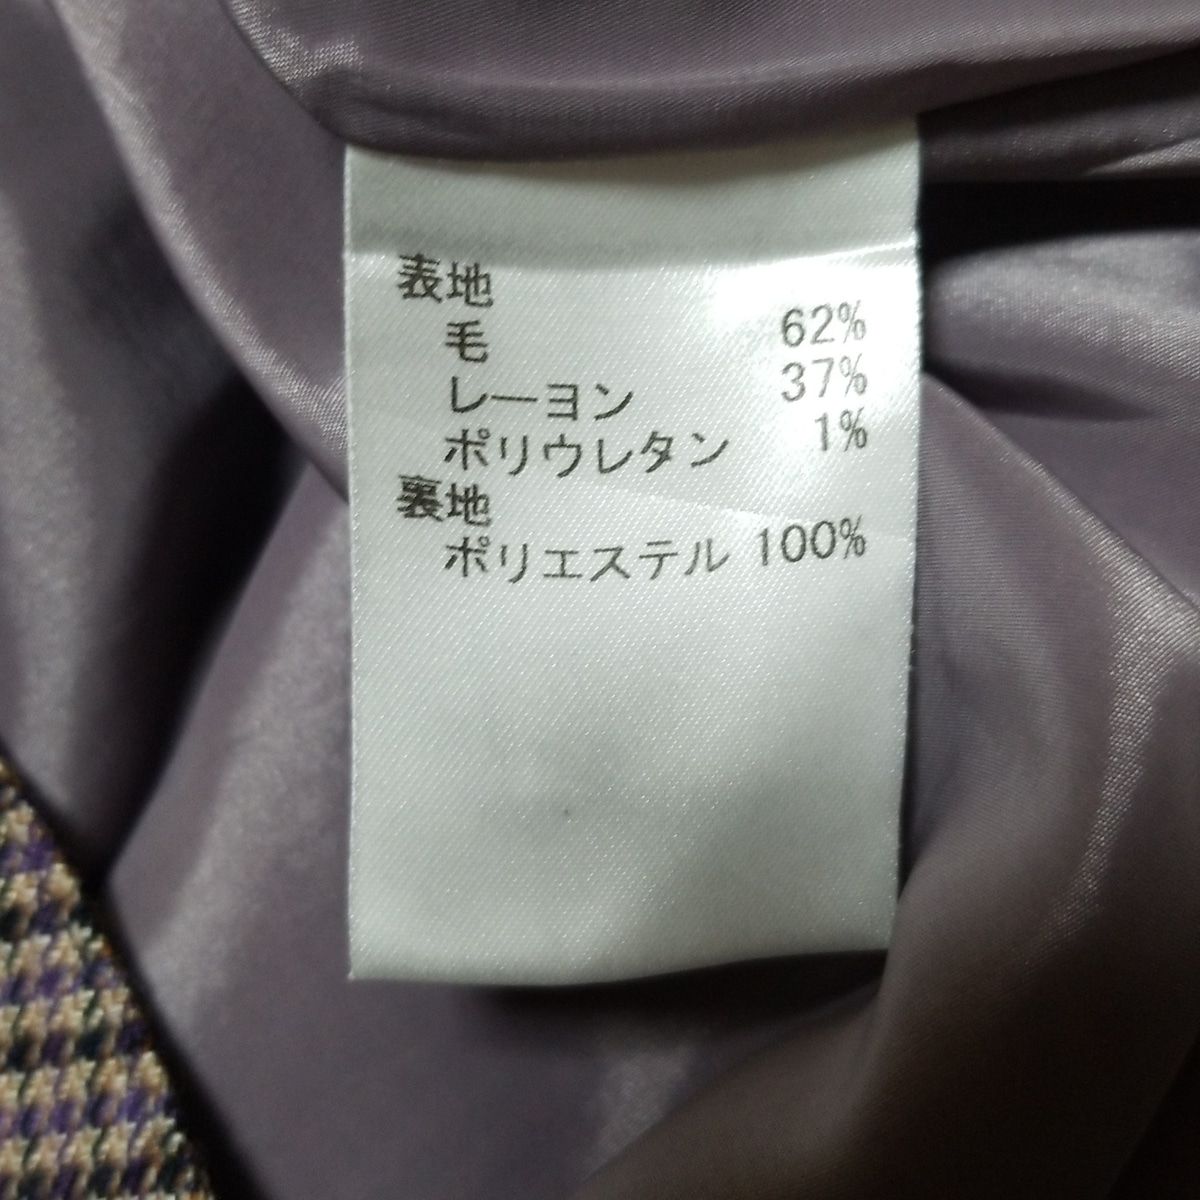 表地
毛 62%
レーヨン 37%
ポリウレタン 1%
裏地
ポリエステル 100%